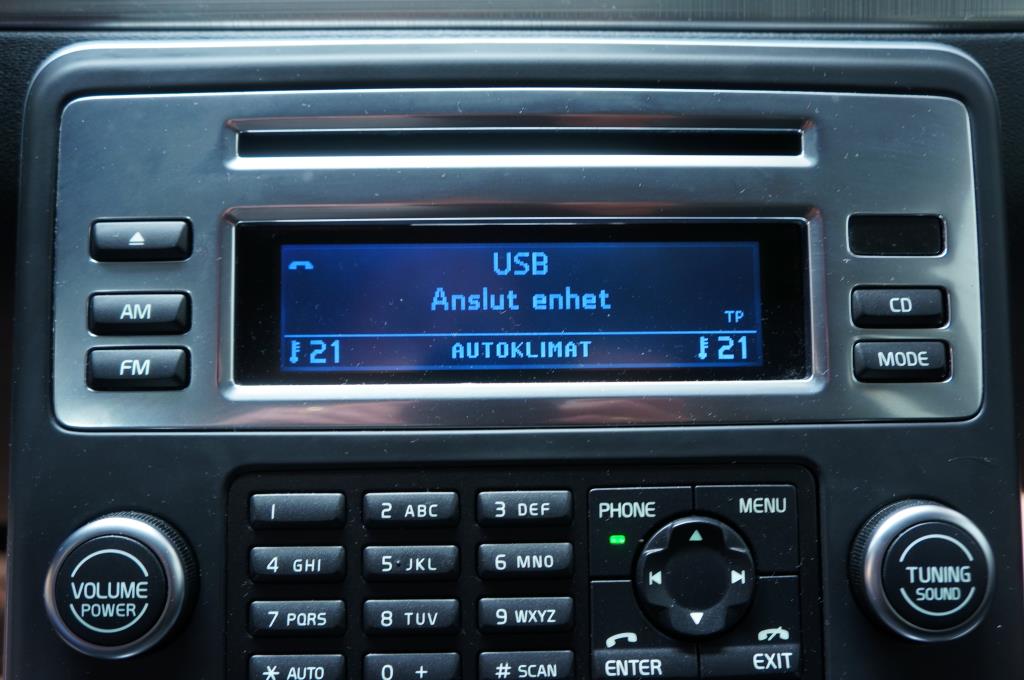 USB
Anslut enhet
TP
21 AUTOKLIMAT 21
AM
FM
CD
MODE
VOLUME
POWER
1
2 ABC
3 DEF
4 GHI
5 JKL
6 MNO
7 PQRS
8 TUV
9 WXYZ
* AUTO
0 +
# SCAN
PHONE
MENU
ENTER
EXIT
TUNING
SOUND